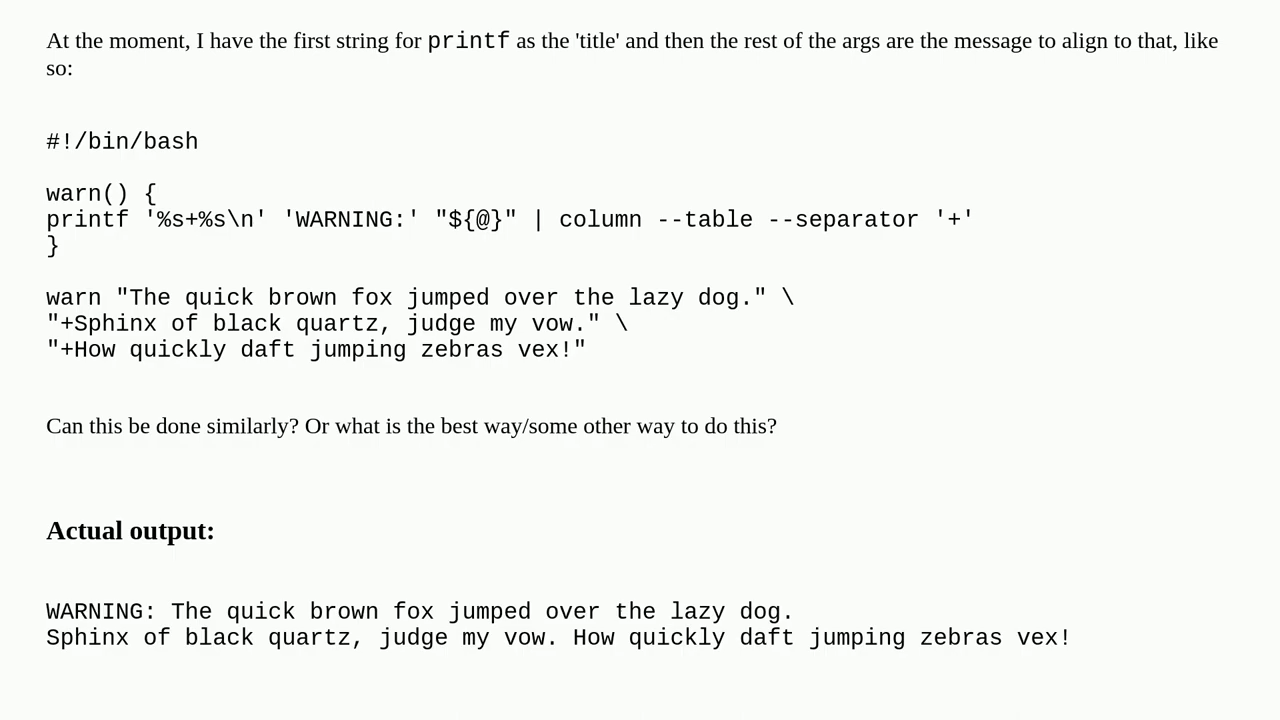 At the moment, I have the first string for printf as the 'title' and then the rest of the args are the message to align to that, like
so:
#!/bin/bash
warn() {
printf '%s+%s\n' 'WARNING:' "${@}" | column --table --separator '+'
}
warn "The quick brown fox jumped over the lazy dog." \
"+Sphinx of black quartz, judge my vow." \
"+How quickly daft jumping zebras vex!"
Can this be done similarly? Or what is the best way/some other way to do this?
Actual output:
WARNING: The quick brown fox jumped over the lazy dog.
Sphinx of black quartz, judge my vow. How quickly daft jumping zebras vex!